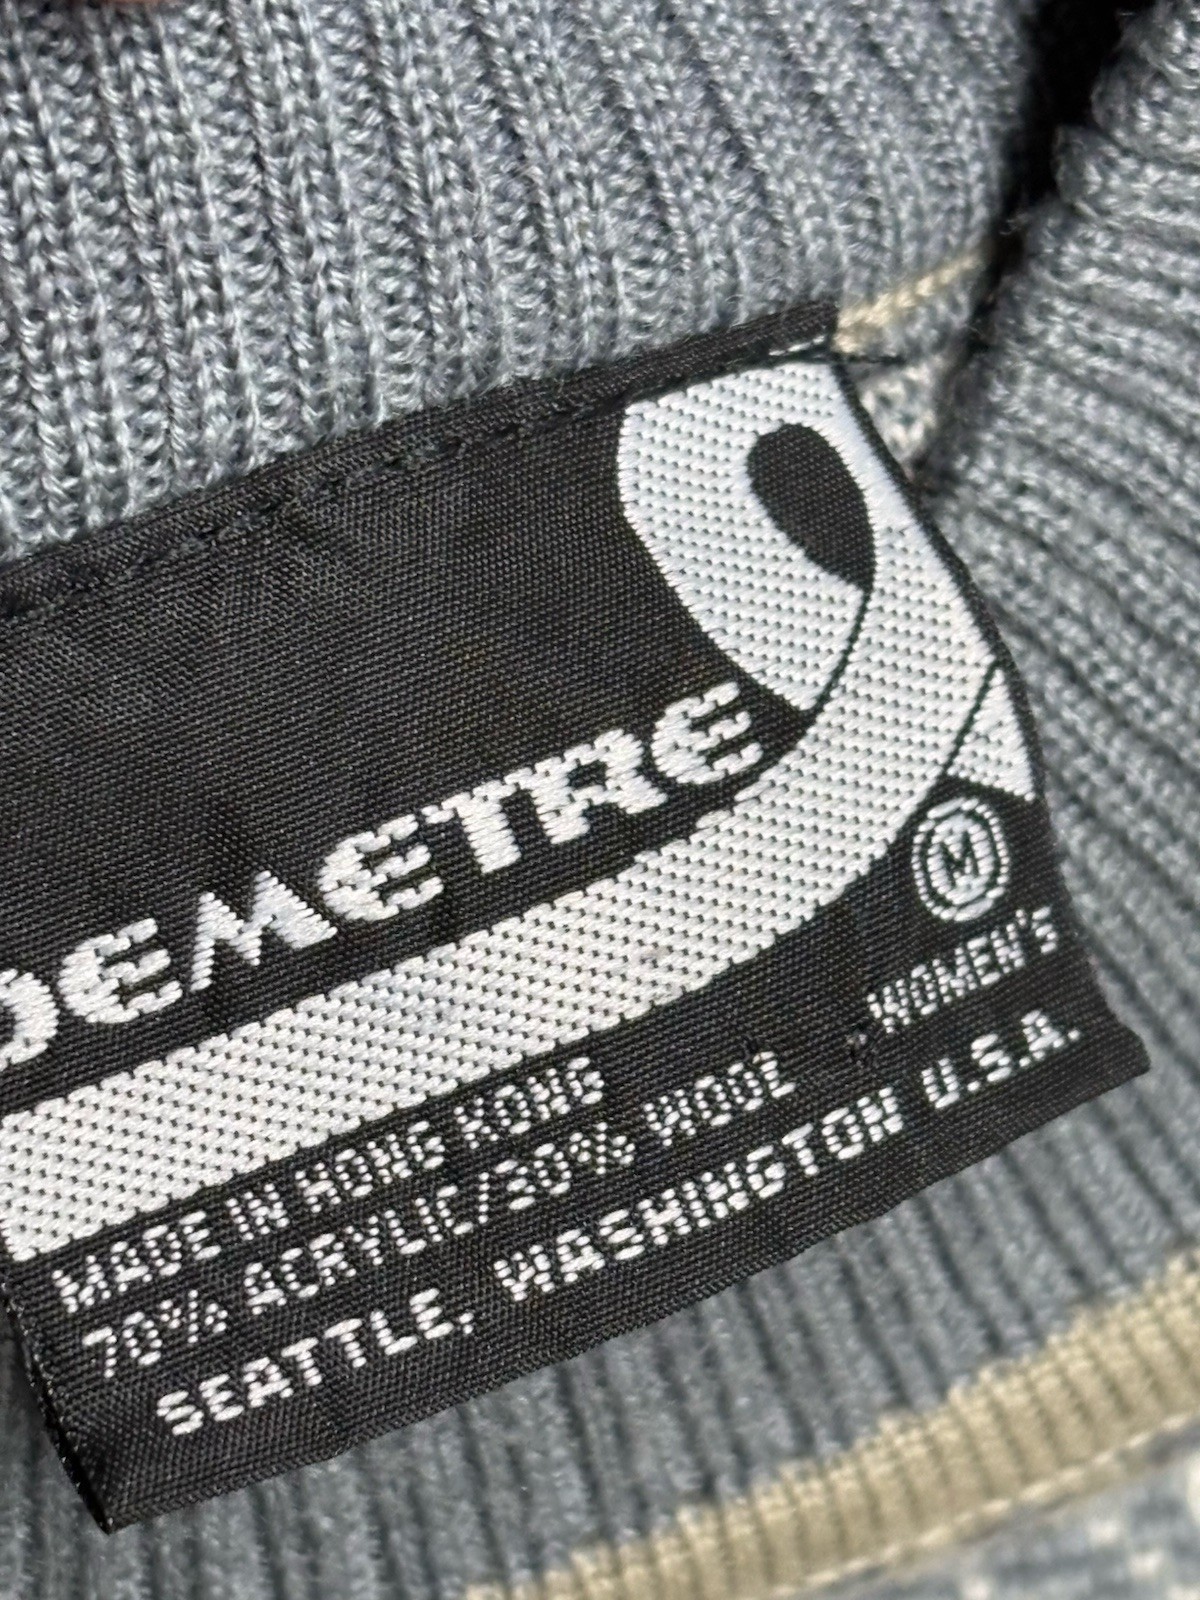 DEMETRE
M
WOMEN'S
MADE IN HONG KONG
70% ACRYLIC/30% WOOL
SEATTLE, WASHINGTON U.S.A.